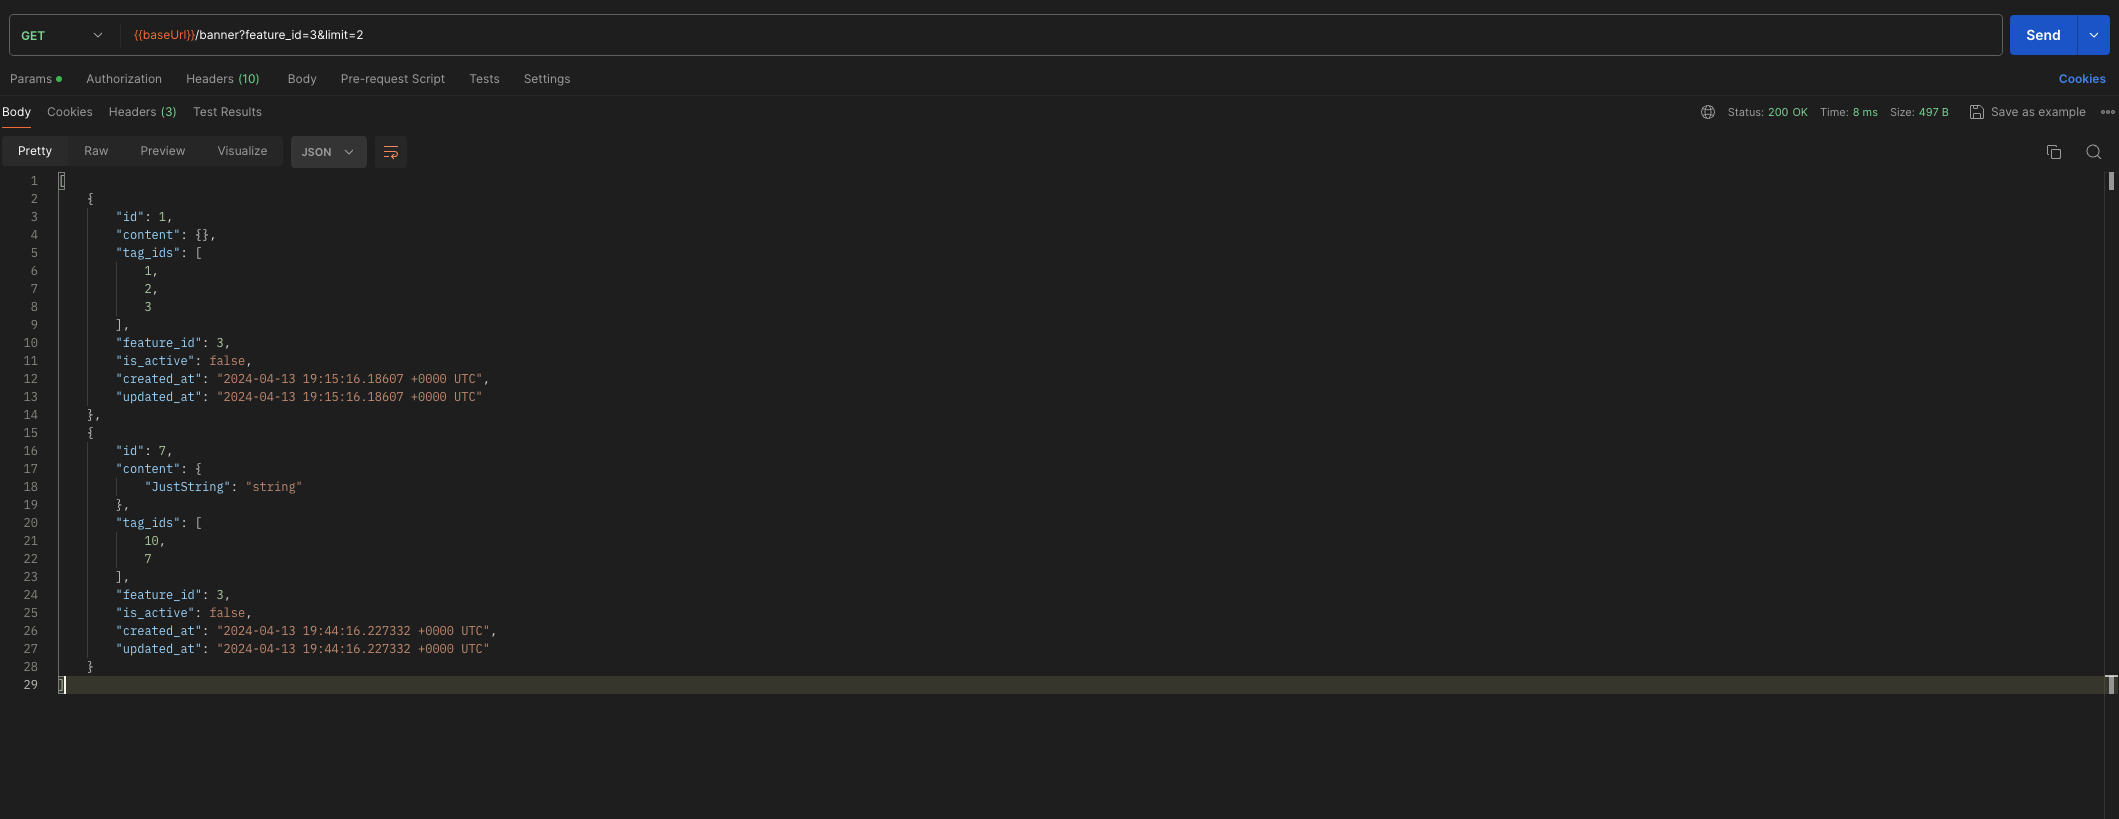 GET {{baseUrl}}/banner?feature_id=3&limit=2 Send
Params Authorization Headers (10) Body Pre-request Script Tests Settings Cookies
Body Cookies Headers (3) Test Results Status: 200 OK Time: 8 ms Size: 497 B Save as example
Pretty Raw Preview Visualize JSON
1 [
2 {
3 "id": 1,
4 "content": {},
5 "tag_ids": [
6 1,
7 2,
8 3
9 ],
10 "feature_id": 3,
11 "is_active": false,
12 "created_at": "2024-04-13 19:15:16.18607 +0000 UTC",
13 "updated_at": "2024-04-13 19:15:16.18607 +0000 UTC"
14 },
15 {
16 "id": 7,
17 "content": {
18 "JustString": "string"
19 },
20 "tag_ids": [
21 10,
22 7
23 ],
24 "feature_id": 3,
25 "is_active": false,
26 "created_at": "2024-04-13 19:44:16.227332 +0000 UTC",
27 "updated_at": "2024-04-13 19:44:16.227332 +0000 UTC"
28 }
29 ]